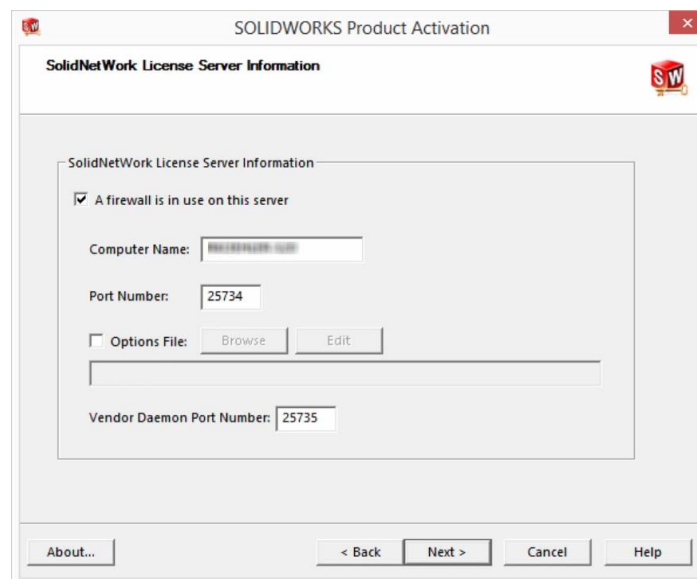 SOLIDWORKS Product Activation
SolidNetWork License Server Information
SW
SolidNetWork License Server Information
A firewall is in use on this server
Computer Name:
Port Number: 25734
Options File: Browse Edit
Vendor Daemon Port Number: 25735
About... < Back Next > Cancel Help